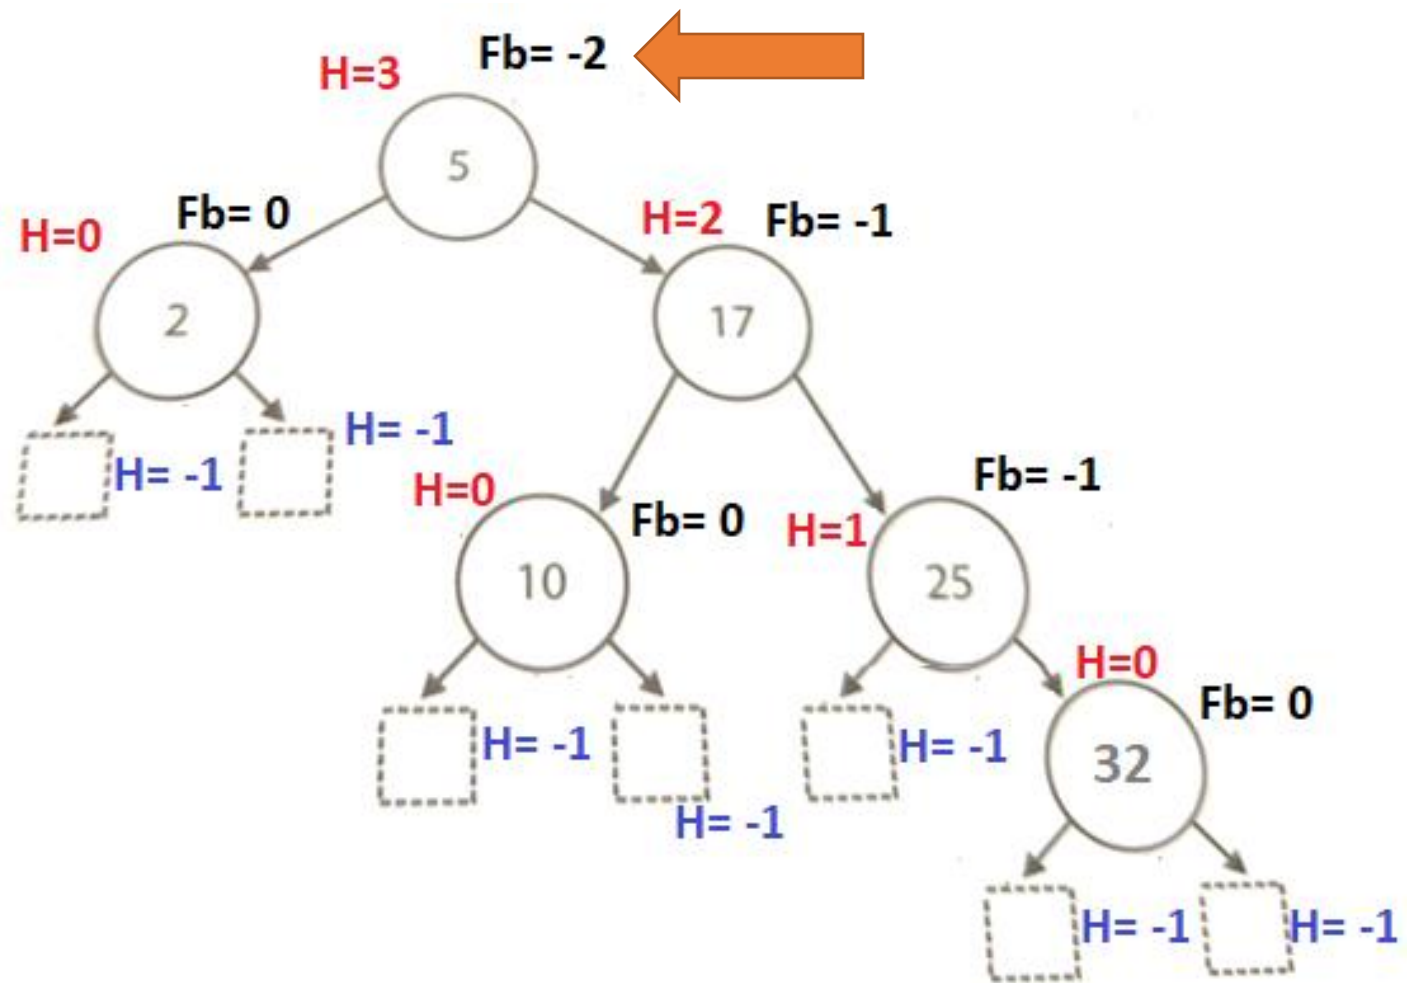 Fb= -2
H=3
5
Fb= 0
H=0
2
H=2
Fb= -1
17
H= -1
H= -1
H=0
Fb= 0
10
Fb= -1
H=1
25
H=0
Fb= 0
32
H= -1
H= -1
H= -1
H= -1
H= -1